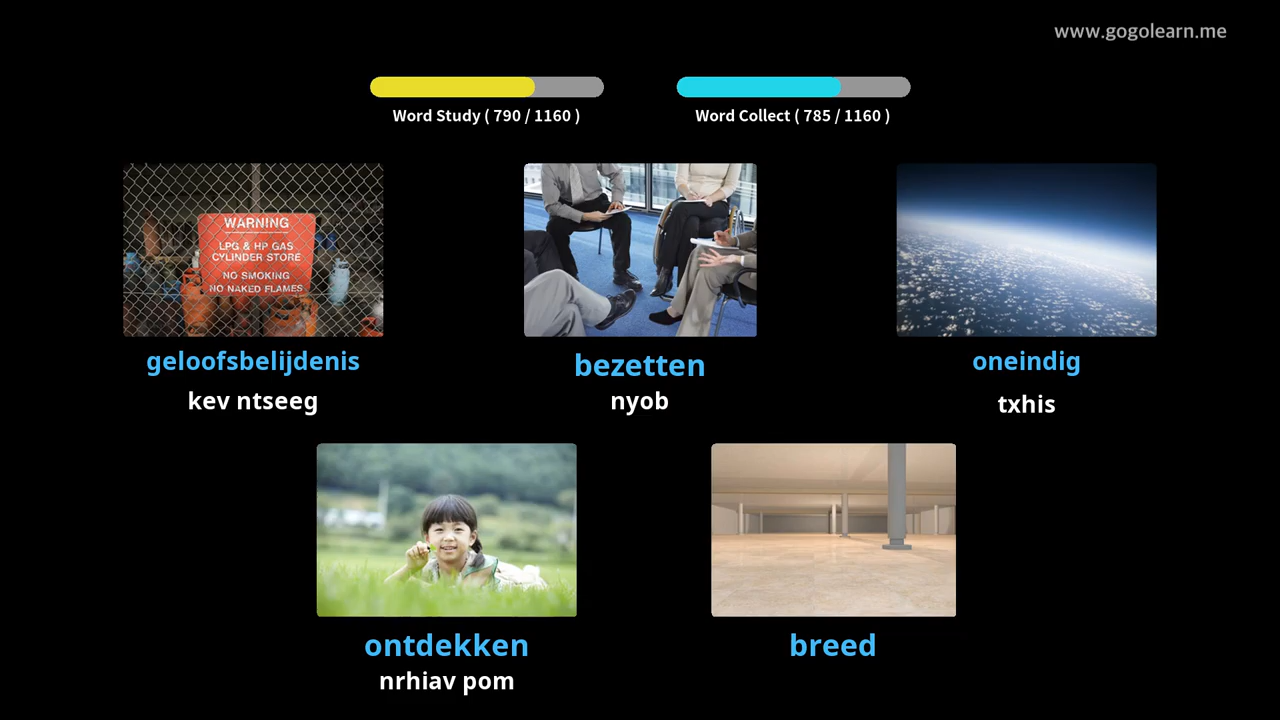 www.gogolearn.me
Word Study ( 790 / 1160 )
Word Collect ( 785 / 1160 )
WARNING
LPG & HP GAS
CYLINDER STORE
NO SMOKING
NO NAKED FLAMES
geloofsbelijdenis
kev ntseeg
bezetten
nyob
oneindig
txhis
ontdekken
nrhiav pom
breed